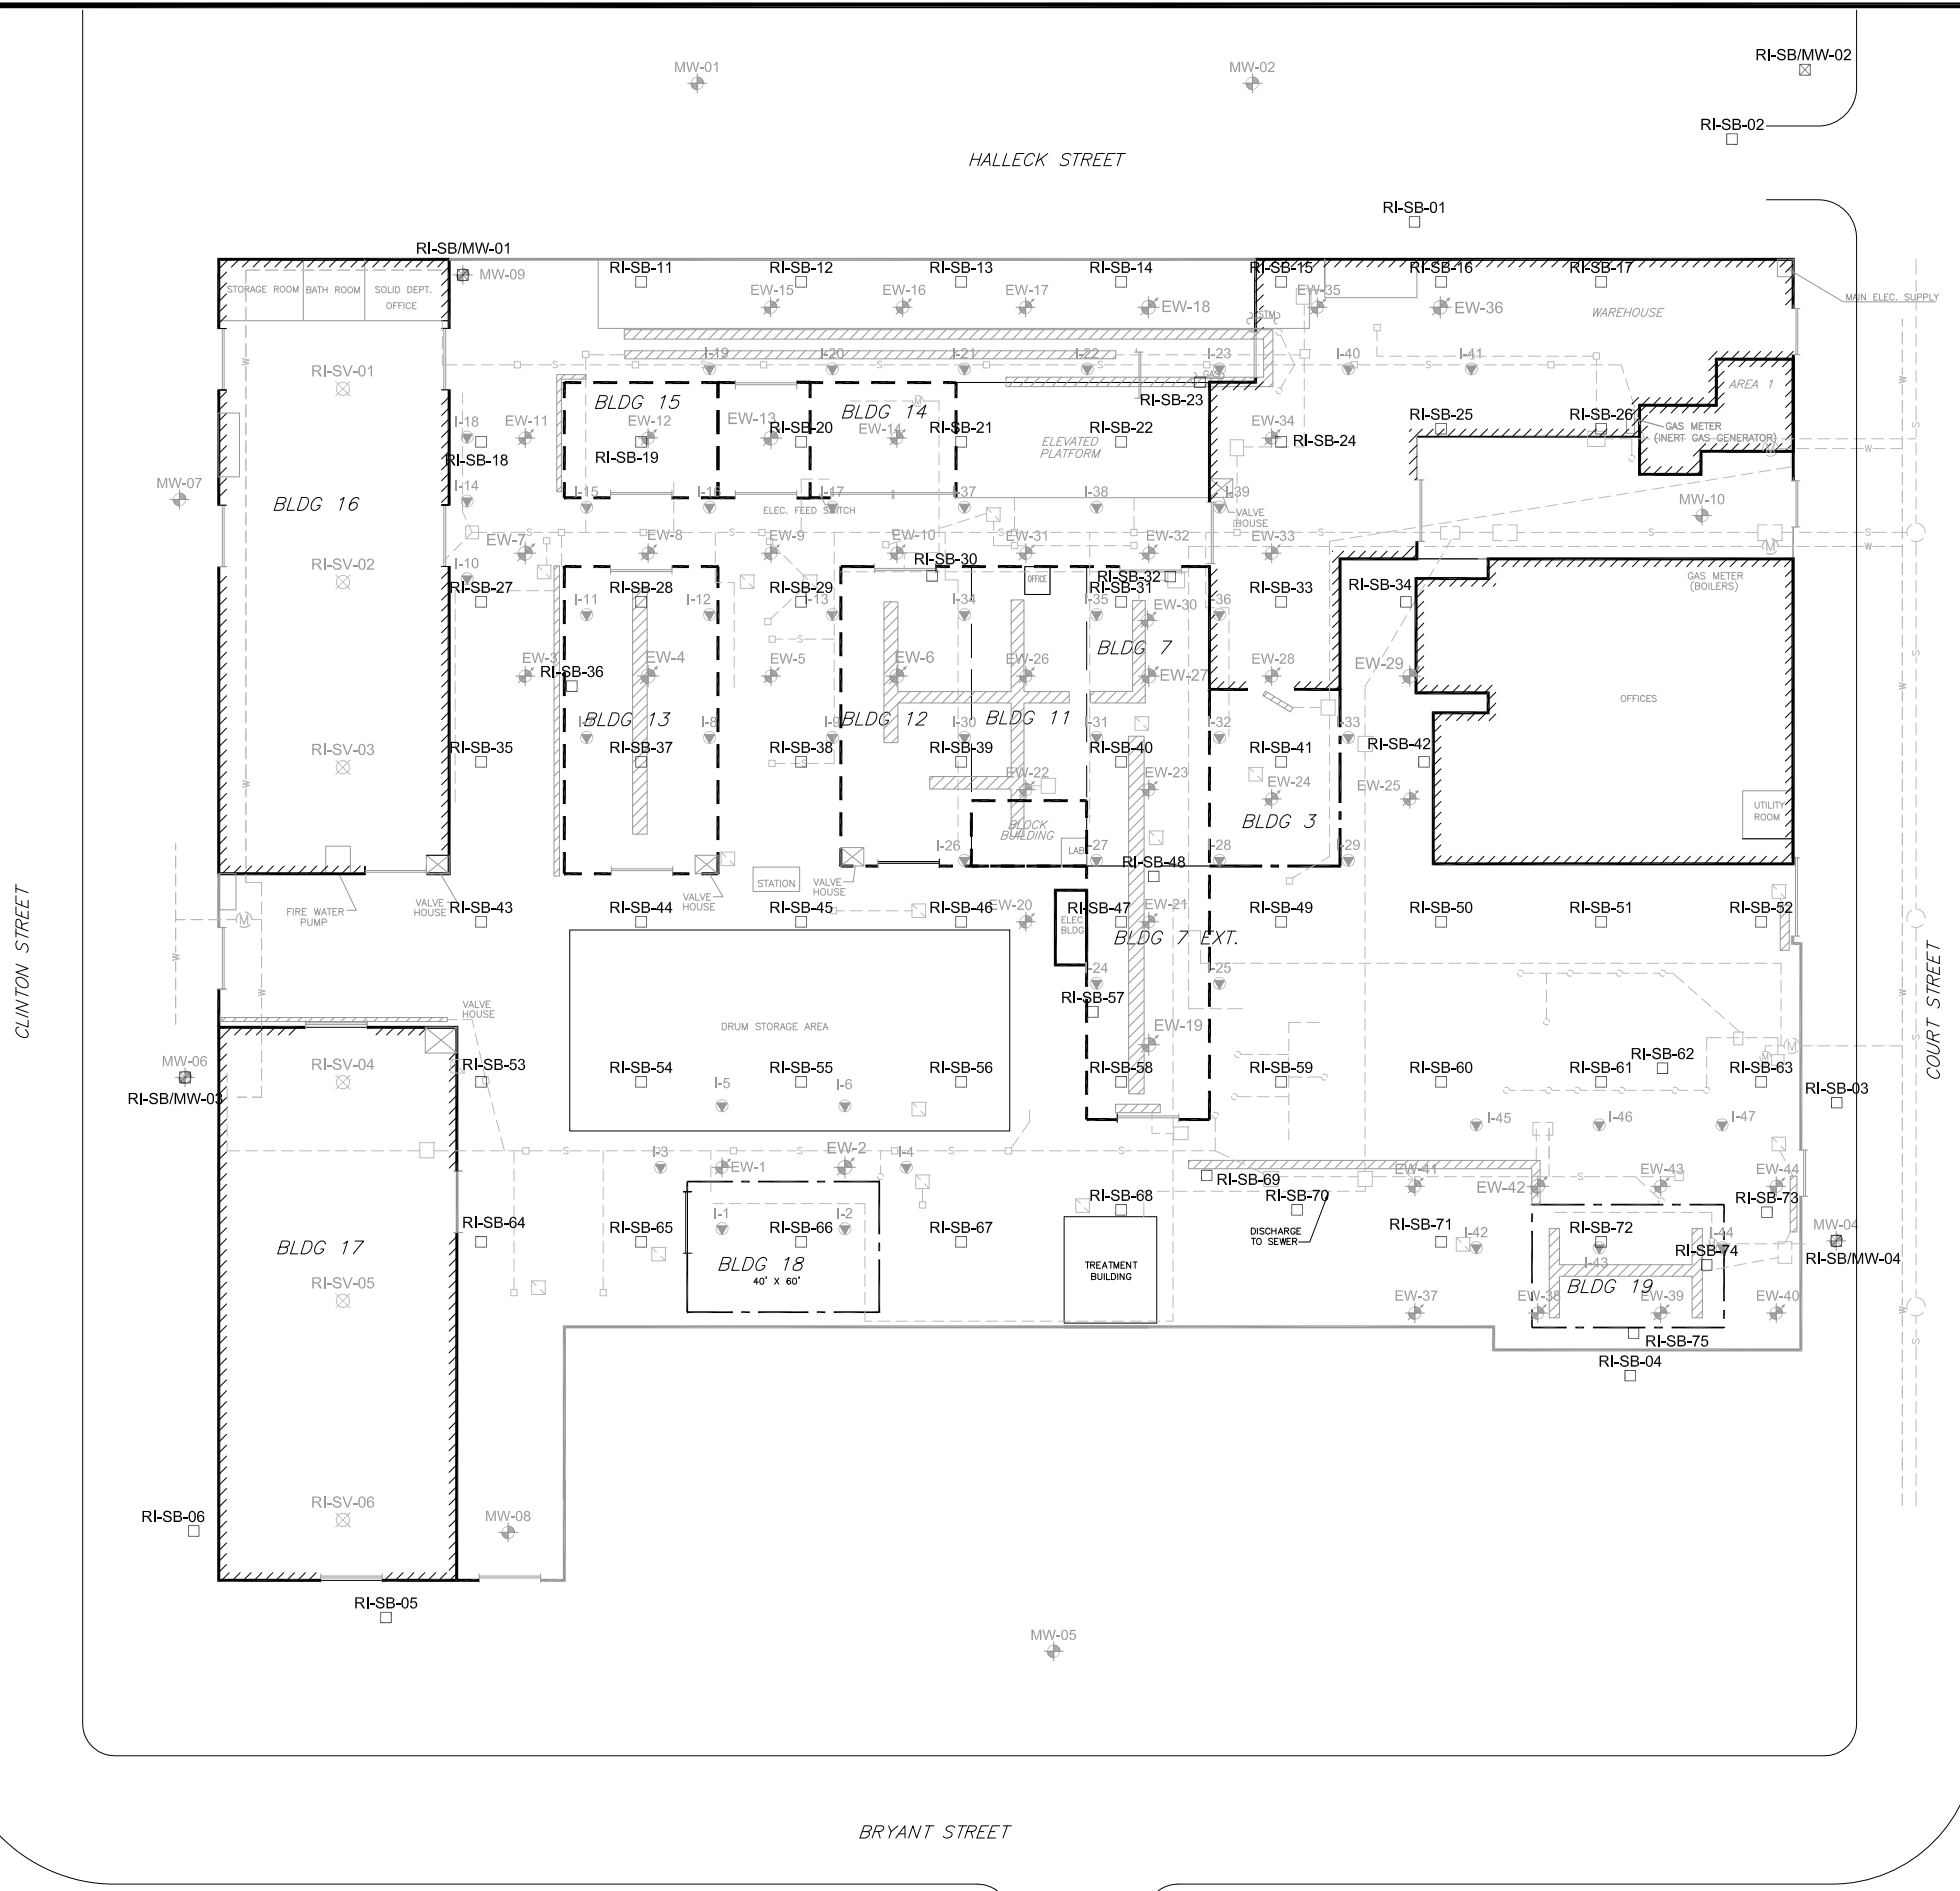 RI-SB/MW-02
MW-01
MW-02
RI-SB-02
HALLECK STREET
RI-SB-01
RI-SB/MW-01
MW-09
RI-SB-11
RI-SB-12
RI-SB-13
RI-SB-14
RI-SB-15
RI-SB-16
RI-SB-17
STORAGE ROOM
BATH ROOM
SOLID DEPT.
OFFICE
EW-15
EW-16
EW-17
EW-18
EW-35
EW-36
MAIN ELEC. SUPPLY
WAREHOUSE
STM
I-19
I-20
I-21
I-22
I-23
I-40
I-41
RI-SV-01
GAS
AREA 1
BLDG 15
BLDG 14
RI-SB-23
I-18
EW-11
EW-12
EW-13
EW-14
RI-SB-20
RI-SB-21
RI-SB-22
EW-34
RI-SB-24
RI-SB-25
RI-SB-26
GAS METER
(INERT GAS GENERATOR)
ELEVATED
PLATFORM
RI-SB-18
RI-SB-19
MW-07
I-14
I-15
I-16
I-17
I-37
I-38
I-39
MW-10
BLDG 16
ELEC. FEED SWITCH
VALVE
HOUSE
EW-7
EW-8
EW-9
EW-10
EW-31
EW-32
EW-33
RI-SV-02
I-10
RI-SB-30
OFFICE
RI-SB-32
GAS METER
(BOILERS)
RI-SB-27
RI-SB-28
RI-SB-29
RI-SB-31
RI-SB-33
RI-SB-34
I-11
I-12
I-13
I-34
I-35
I-36
EW-30
BLDG 7
EW-3
RI-SB-36
EW-4
EW-5
EW-6
EW-26
EW-27
EW-28
EW-29
OFFICES
BLDG 13
I-8
I-9
BLDG 12
I-30
BLDG 11
I-31
I-32
I-33
RI-SV-03
RI-SB-35
RI-SB-37
RI-SB-38
RI-SB-39
RI-SB-40
RI-SB-41
RI-SB-42
EW-22
EW-23
EW-24
EW-25
UTILITY
ROOM
BLOCK
BUILDING
BLDG 3
I-26
LAB
I-27
I-28
I-29
RI-SB-48
STATION
VALVE
HOUSE
VALVE
HOUSE
VALVE
HOUSE
FIRE WATER
PUMP
RI-SB-43
RI-SB-44
RI-SB-45
RI-SB-46
EW-20
RI-SB-47
EW-21
RI-SB-49
RI-SB-50
RI-SB-51
RI-SB-52
ELEC.
BLDG
BLDG 7 EXT.
CLINTON STREET
COURT STREET
I-24
I-25
RI-SB-57
VALVE
HOUSE
DRUM STORAGE AREA
EW-19
MW-06
RI-SV-04
RI-SB-53
RI-SB-54
RI-SB-55
RI-SB-56
RI-SB-58
RI-SB-59
RI-SB-60
RI-SB-61
RI-SB-62
RI-SB-63
RI-SB-03
RI-SB/MW-03
I-5
I-6
I-45
I-46
I-47
I-3
EW-1
EW-2
I-4
EW-41
EW-42
EW-43
EW-44
RI-SB-69
RI-SB-68
RI-SB-70
RI-SB-73
RI-SB-64
RI-SB-65
I-1
RI-SB-66
I-2
RI-SB-67
DISCHARGE
TO SEWER
RI-SB-71
I-42
RI-SB-72
I-44
MW-04
BLDG 17
BLDG 18
40' X 60'
TREATMENT
BUILDING
RI-SB-74
RI-SB/MW-04
I-43
BLDG 19
RI-SV-05
EW-37
EW-38
EW-39
EW-40
RI-SB-75
RI-SB-04
RI-SV-06
RI-SB-06
MW-08
RI-SB-05
MW-05
BRYANT STREET